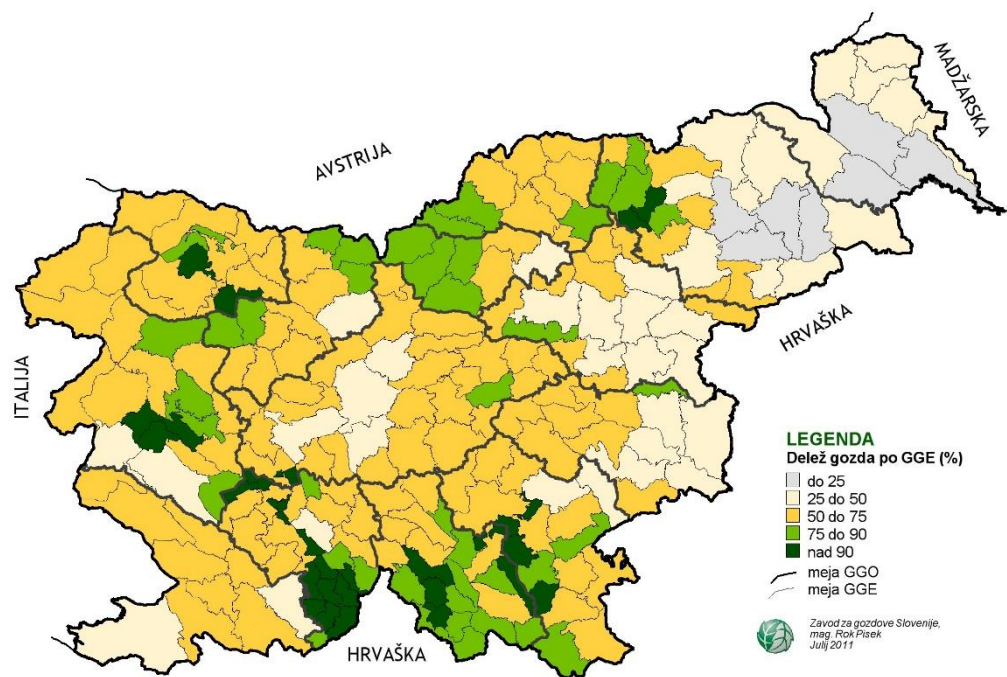 MADŽARSKA
AVSTRIJA
HRVAŠKA
ITALIJA
HRVAŠKA
LEGENDA
Delež gozda po GGE (%)
do 25
25 do 50
50 do 75
75 do 90
nad 90
meja GGO
meja GGE
Zavod za gozdove Slovenije,
mag. Rok Pisek
Julij 2011